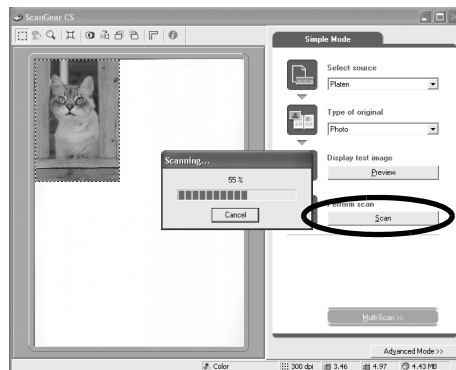 ScanGear CS
Simple Mode
Select source
Platen
Type of original
Photo
Display test image
Preview
Scanning...
55 %
Cancel
Perform scan
Scan
Multi-Scan >>
Advanced Mode >>
Color
300 dpi
3.46
4.97
4.43 MB